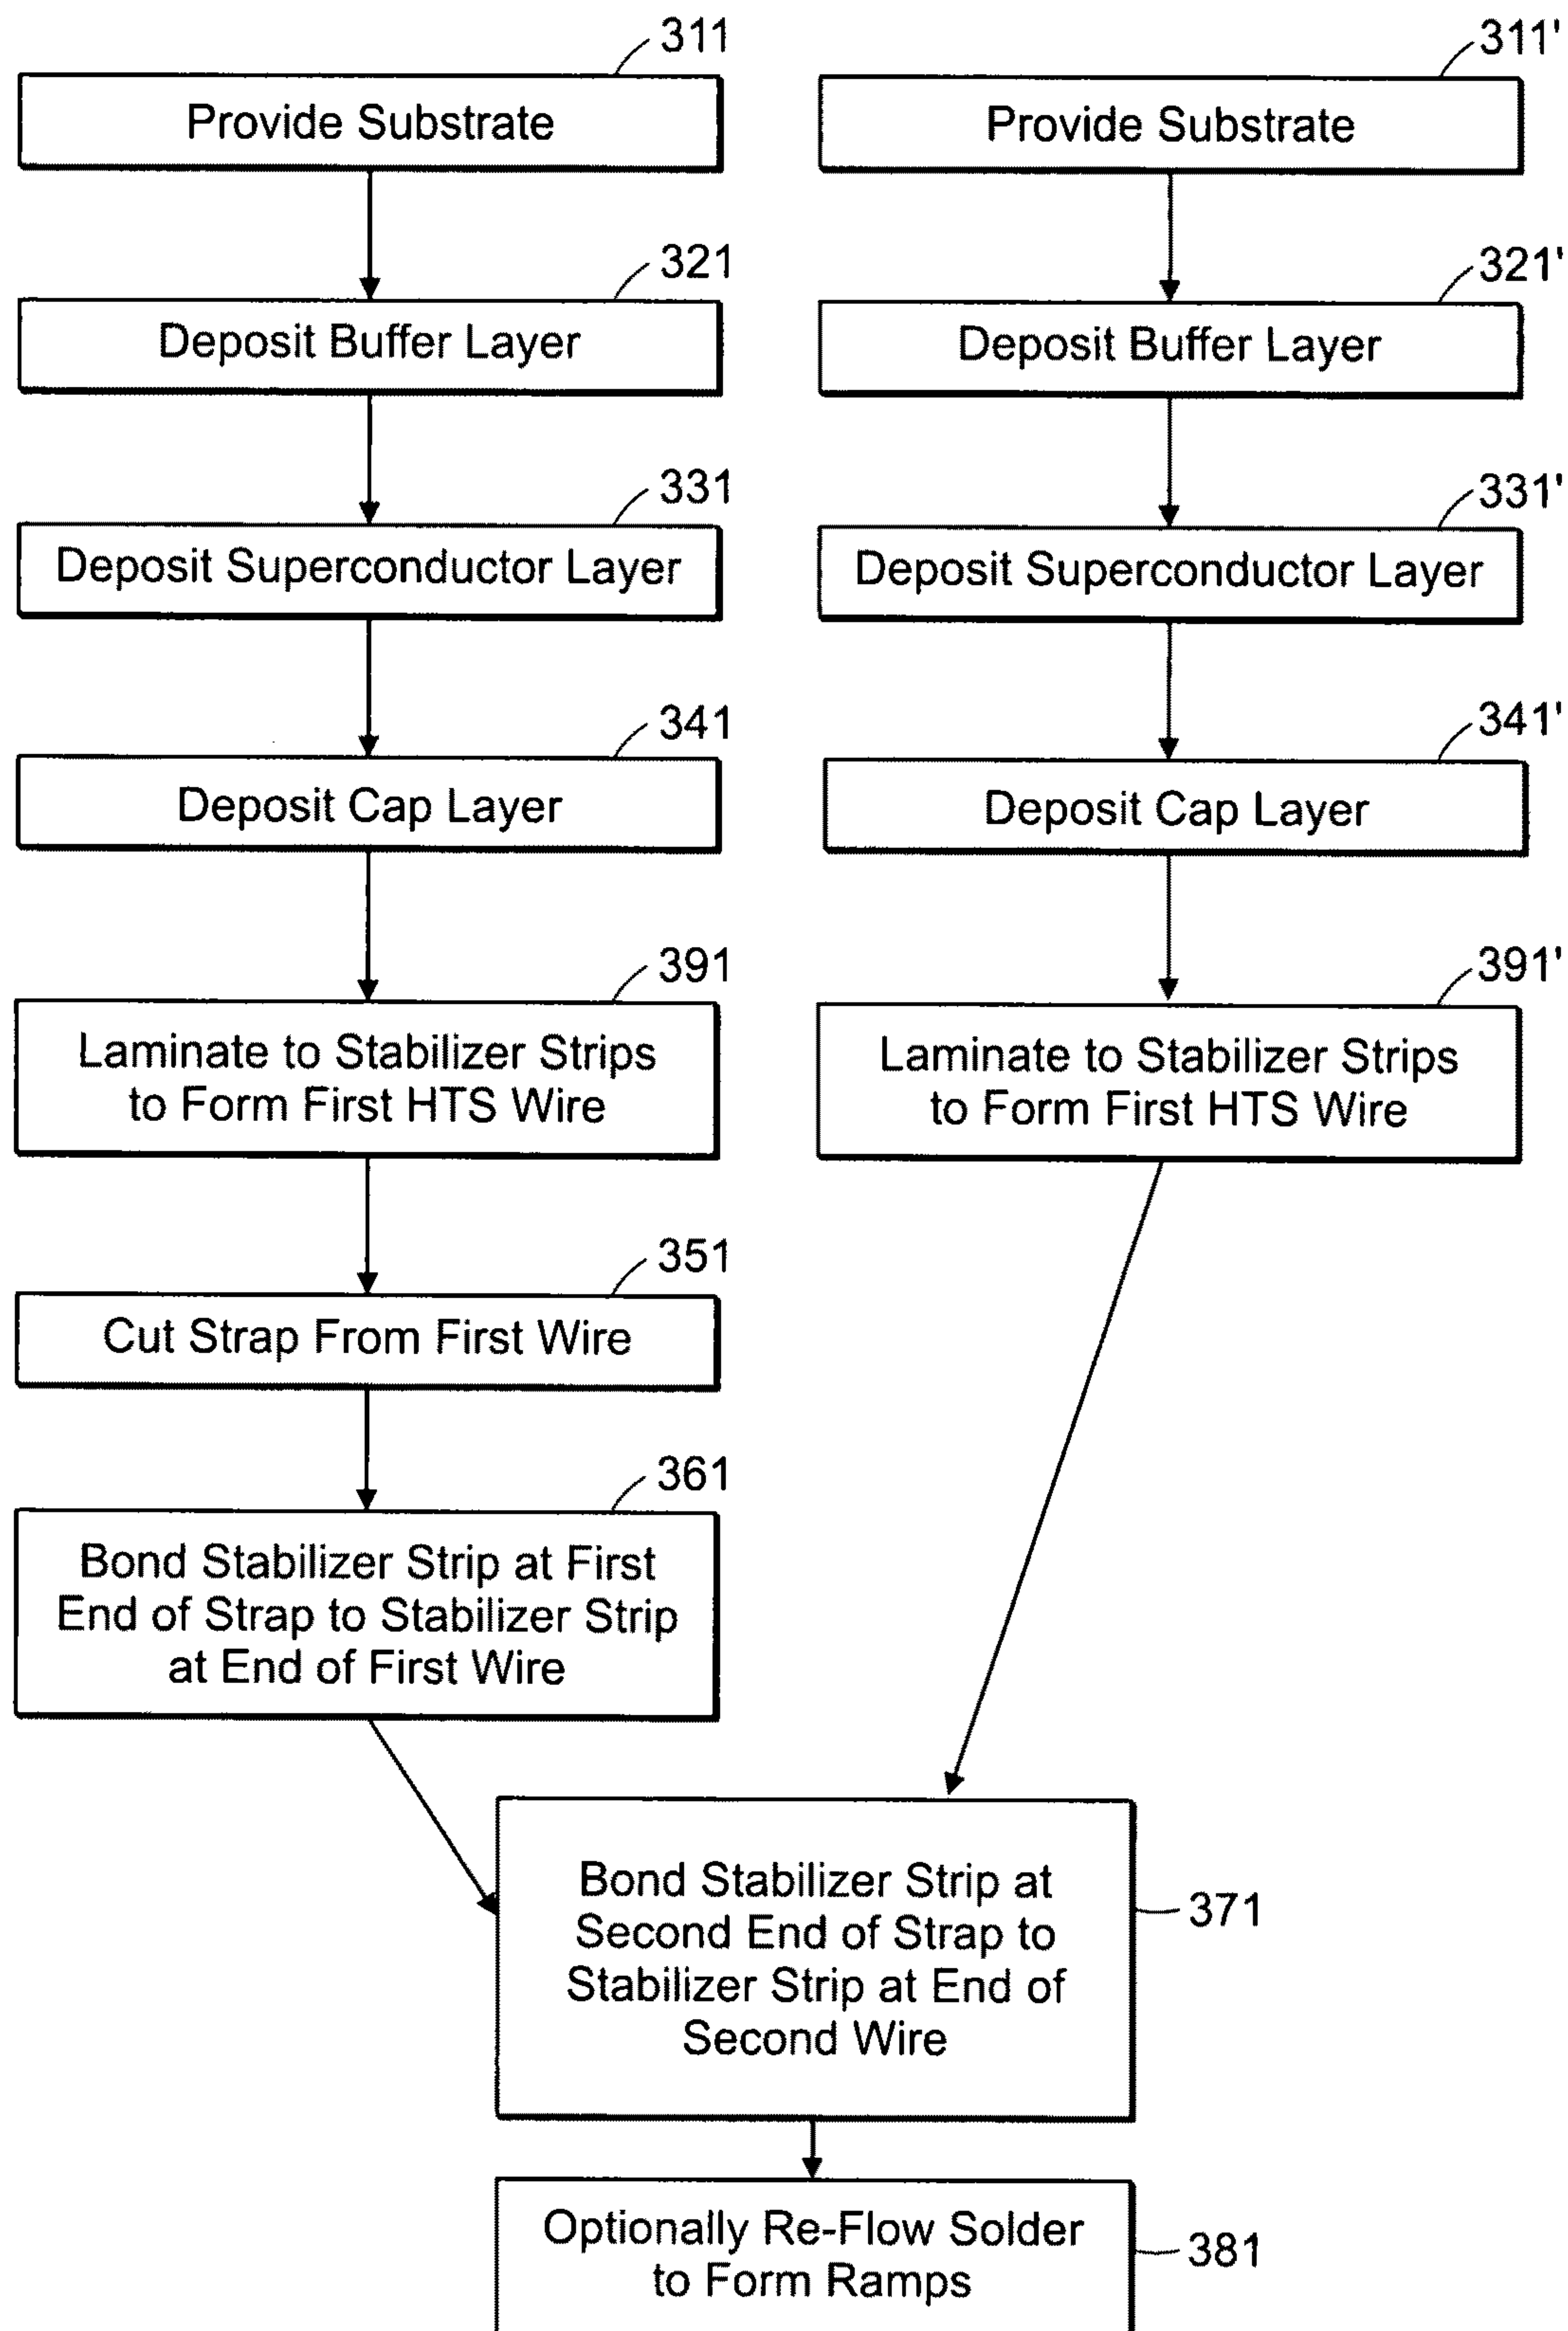 311
Provide Substrate
311'
Provide Substrate
321
Deposit Buffer Layer
321'
Deposit Buffer Layer
331
Deposit Superconductor Layer
331'
Deposit Superconductor Layer
341
Deposit Cap Layer
341'
Deposit Cap Layer
391
Laminate to Stabilizer Strips
to Form First HTS Wire
391'
Laminate to Stabilizer Strips
to Form First HTS Wire
351
Cut Strap From First Wire
361
Bond Stabilizer Strip at First
End of Strap to Stabilizer Strip
at End of First Wire
Bond Stabilizer Strip at
Second End of Strap to
Stabilizer Strip at End of
Second Wire
371
Optionally Re-Flow Solder
to Form Ramps
381